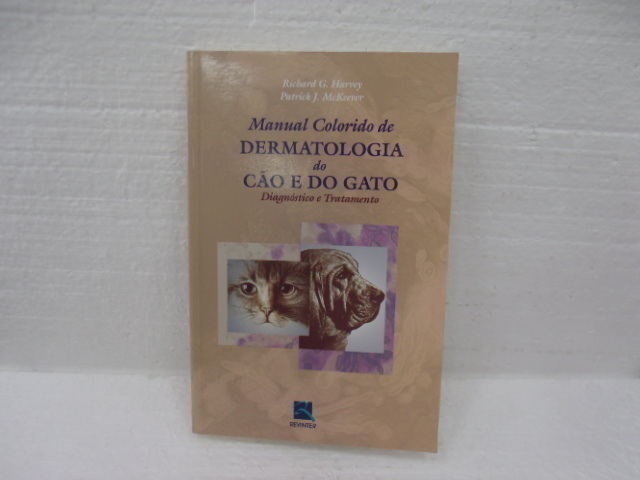 Richard G. Harvey
Patrick J. McKeever
Manual Colorido de
DERMATOLOGIA
do
CÃO E DO GATO
Diagnóstico e Tratamento
REVINTER